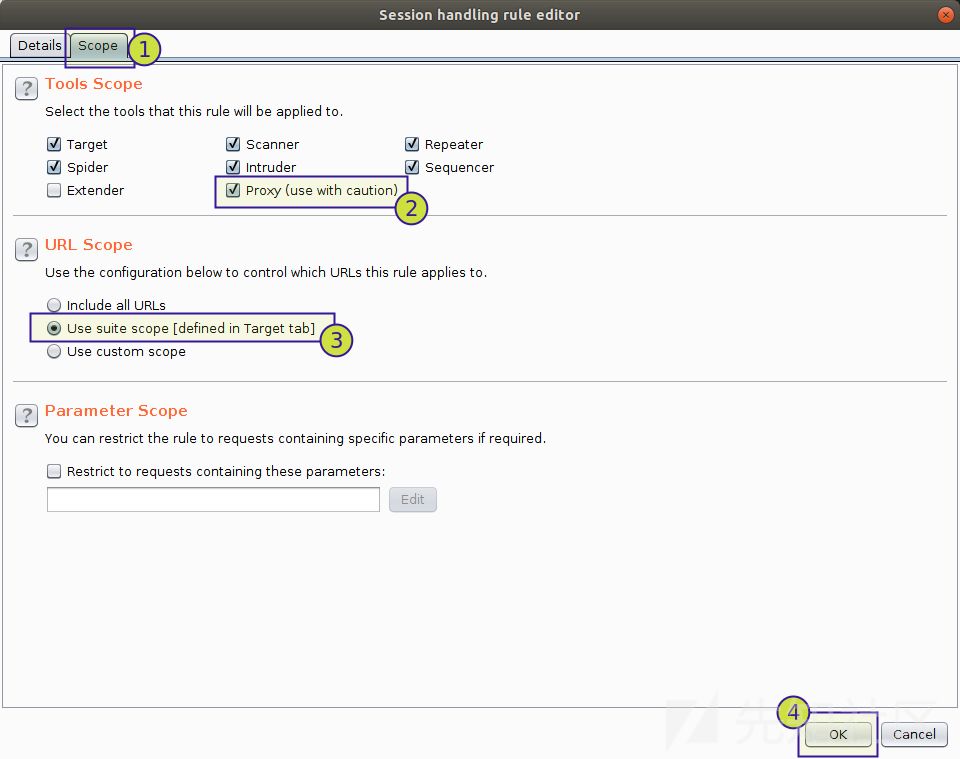 Session handling rule editor
Details Scope 1
Tools Scope
Select the tools that this rule will be applied to.
Target Scanner Repeater
Spider Intruder Sequencer
Extender Proxy (use with caution)
2
URL Scope
Use the configuration below to control which URLs this rule applies to.
Include all URLs
Use suite scope [defined in Target tab]
3
Use custom scope
Parameter Scope
You can restrict the rule to requests containing specific parameters if required.
Restrict to requests containing these parameters:
Edit
4
OK Cancel